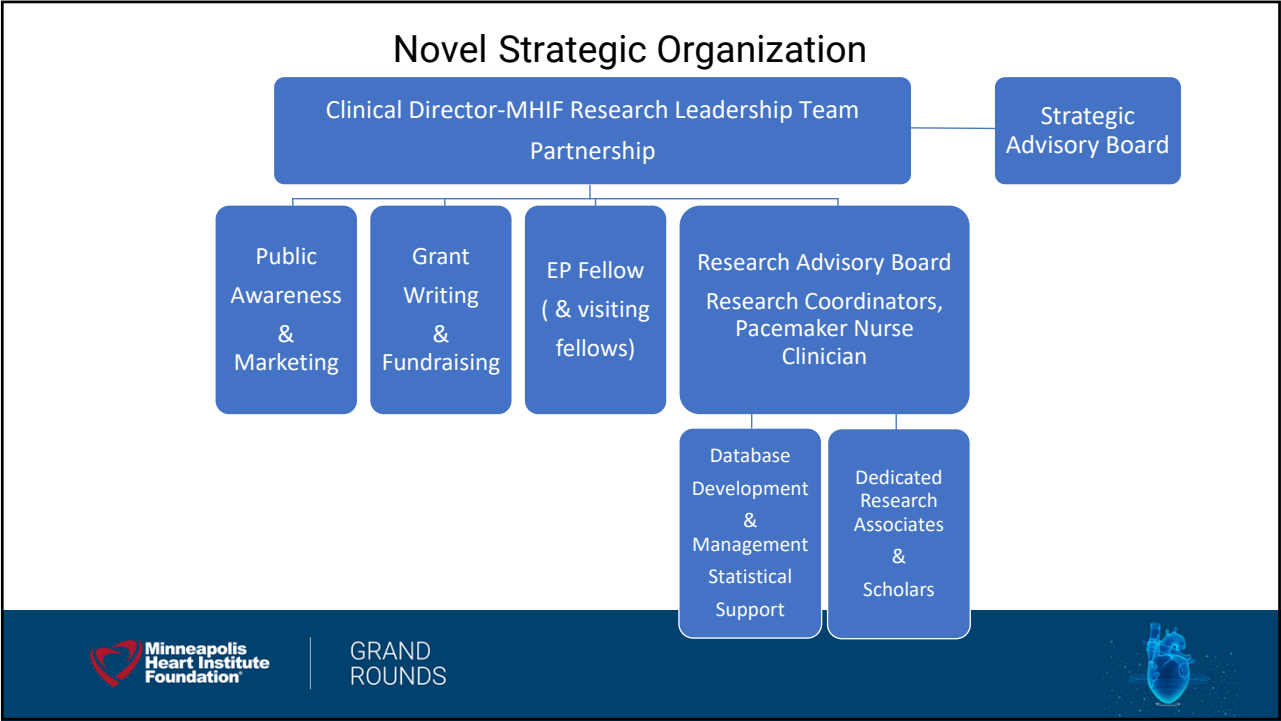 Novel Strategic Organization
Clinical Director-MHIF Research Leadership Team
Partnership
Strategic
Advisory Board
Public
Awareness
&
Marketing
Grant
Writing
&
Fundraising
EP Fellow
( & visiting
fellows)
Research Advisory Board
Research Coordinators,
Pacemaker Nurse
Clinician
Database
Development
&
Management
Statistical
Support
Dedicated
Research
Associates
&
Scholars
Minneapolis
Heart Institute
Foundation®
GRAND
ROUNDS